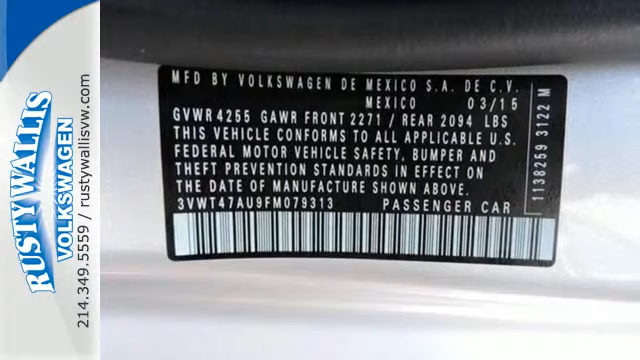 RUSTY WALLIS
VOLKSWAGEN
214.349.5559 / rustywallisvw.com
MFD BY VOLKSWAGEN DE MEXICO S.A. DE C.V.
MEXICO 03/15
GVWR 4255 GAWR FRONT 2271 / REAR 2094 LBS
THIS VEHICLE CONFORMS TO ALL APPLICABLE U.S.
FEDERAL MOTOR VEHICLE SAFETY, BUMPER AND
THEFT PREVENTION STANDARDS IN EFFECT ON
THE DATE OF MANUFACTURE SHOWN ABOVE.
3VWT47AU9FM079313 PASSENGER CAR
1138259 3122 M